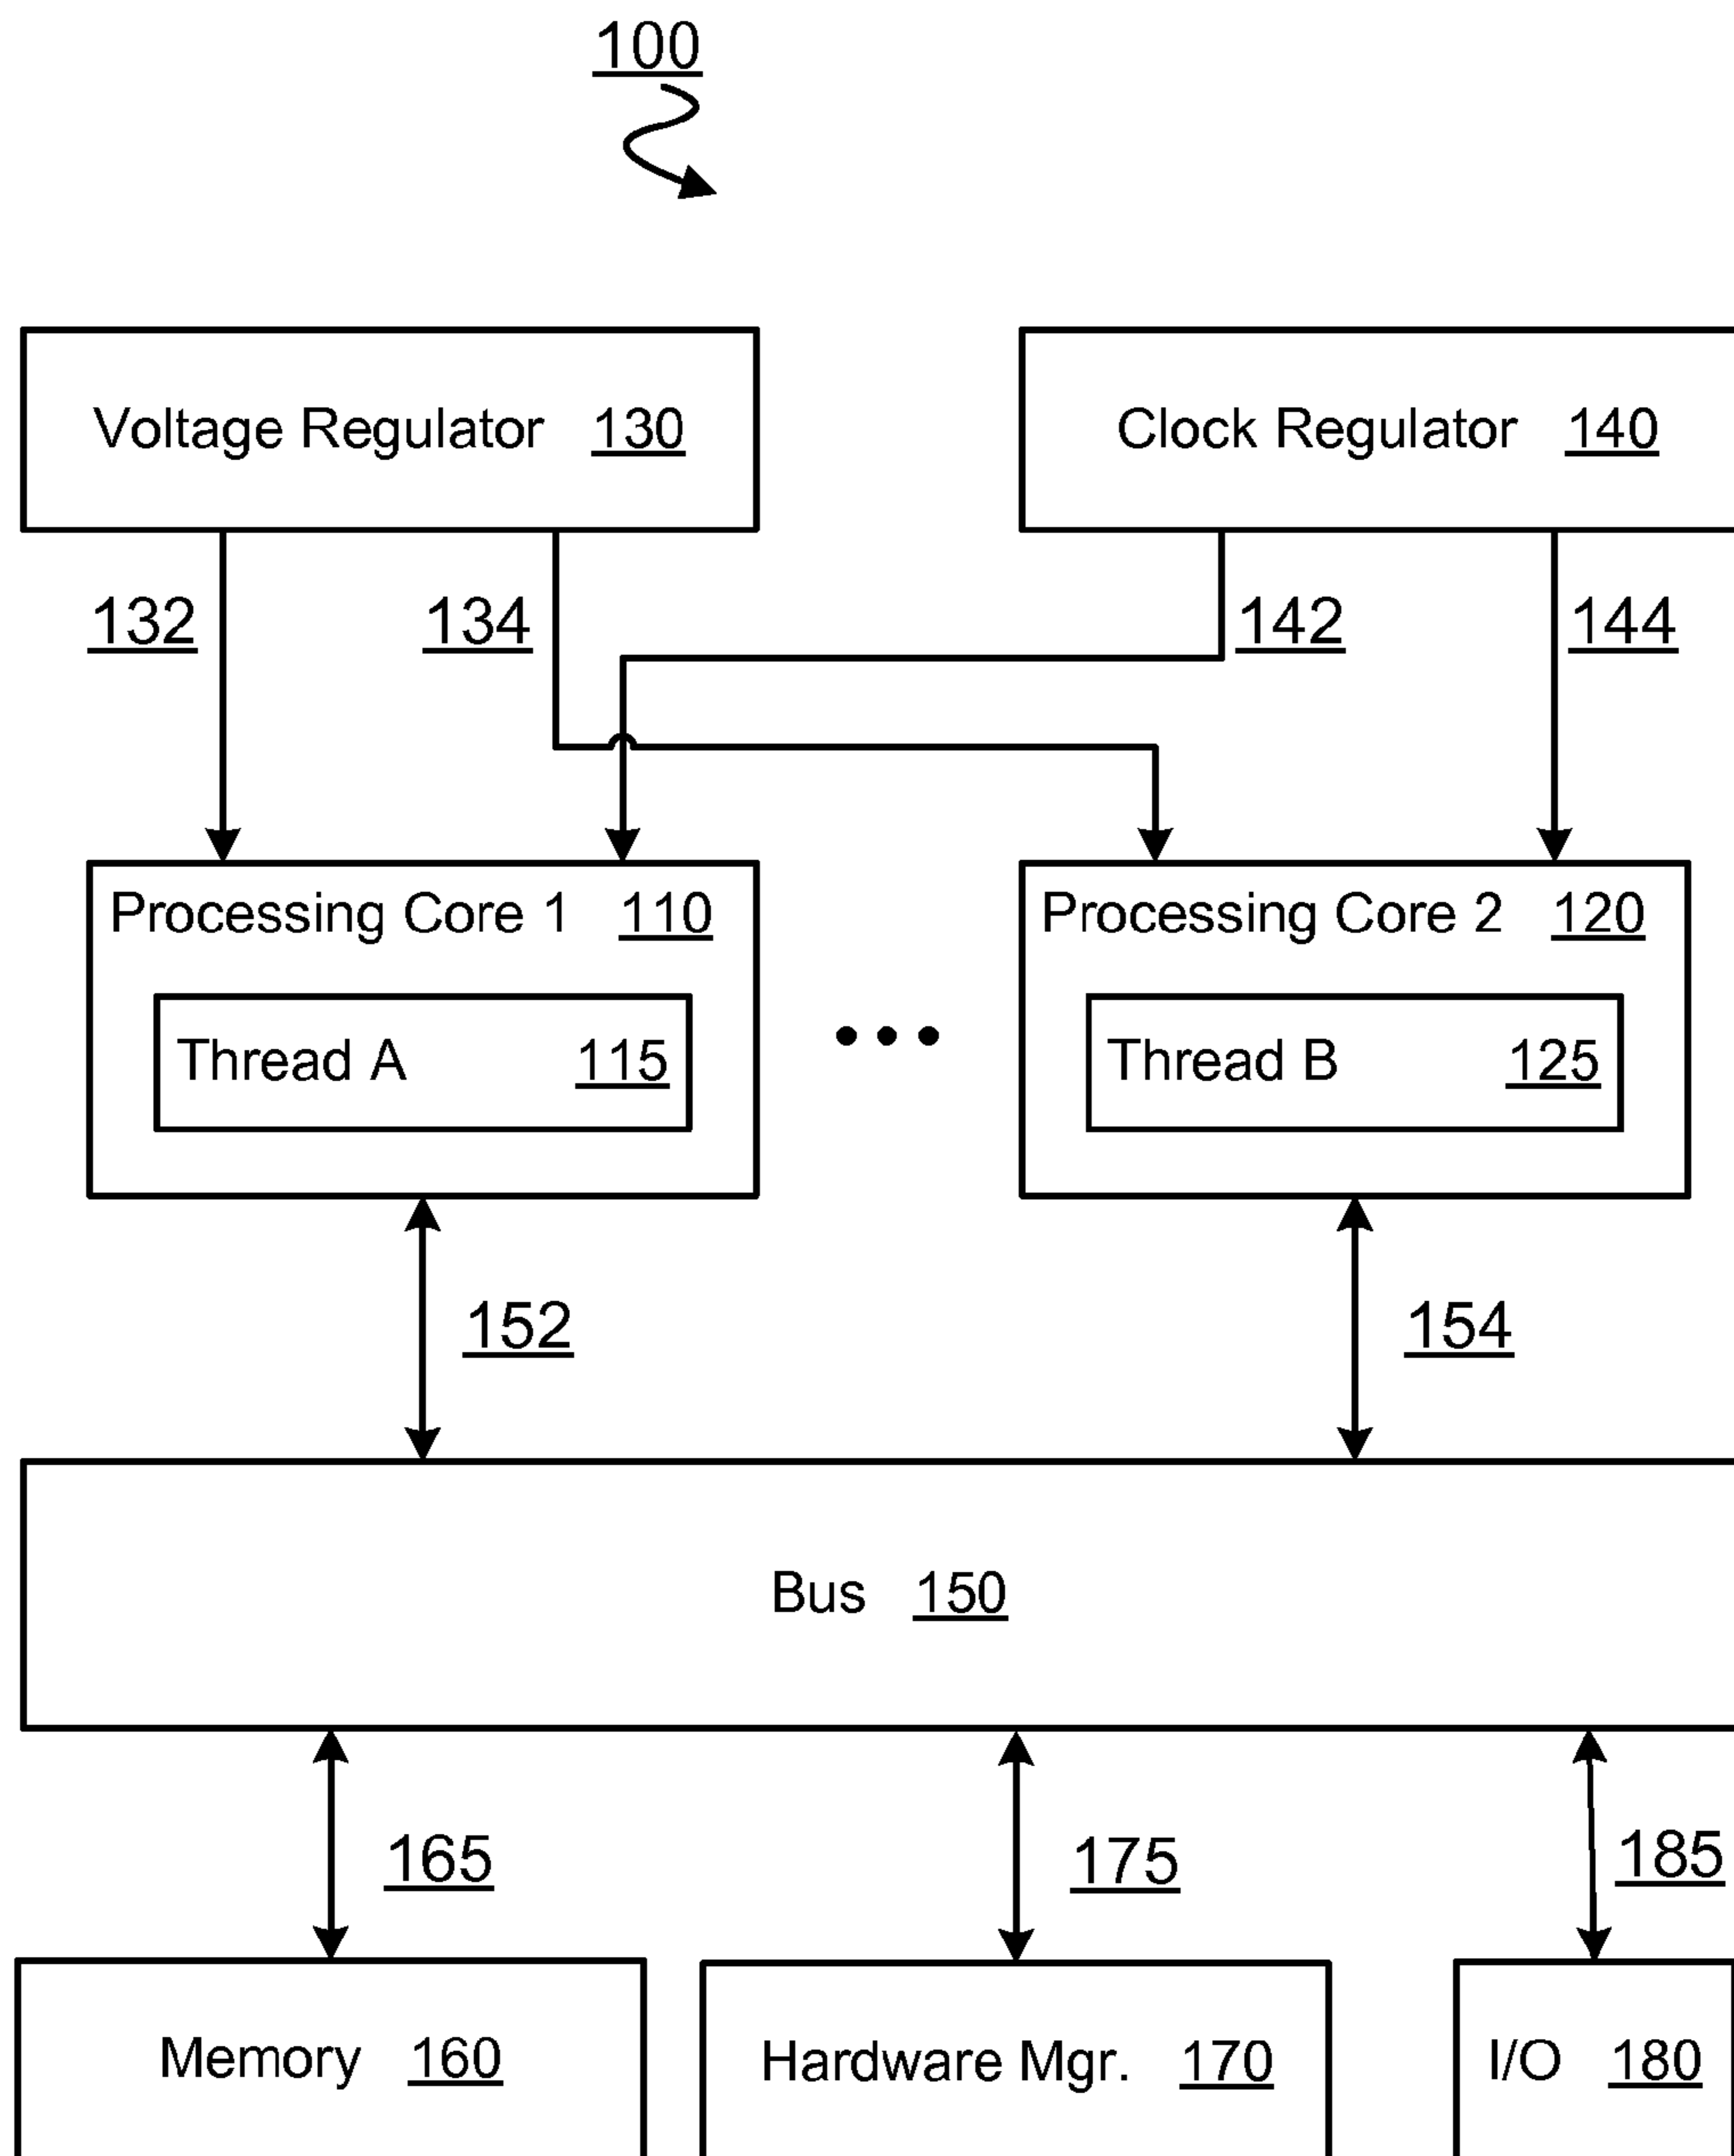 100
Voltage Regulator 130
Clock Regulator 140
132
134
142
144
Processing Core 1 110
Processing Core 2 120
Thread A 115
Thread B 125
152
154
Bus 150
165
175
185
Memory 160
Hardware Mgr. 170
I/O 180